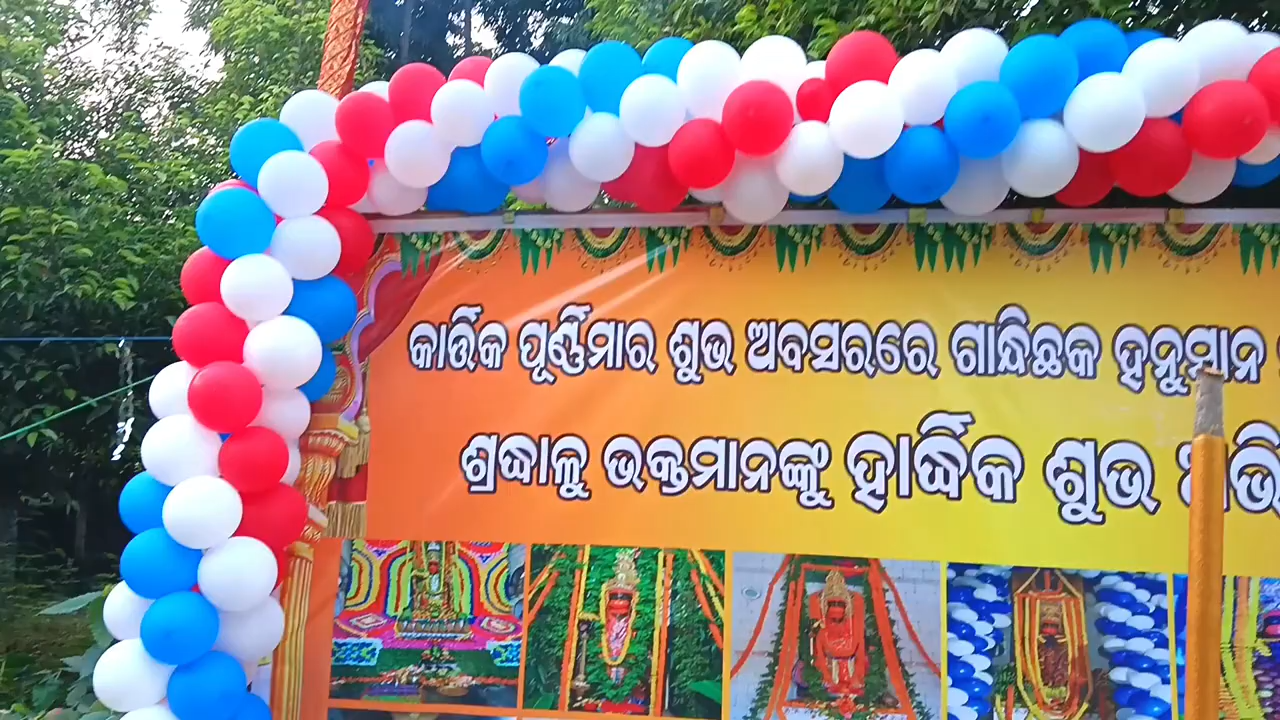 କାର୍ତ୍ତିକ ପୂର୍ଣ୍ଣିମାର ଶୁଭ ଅବସରରେ ଗାନ୍ଧିଛକ ହନୁମାନ
ଶ୍ରଦ୍ଧାଳୁ ଭକ୍ତମାନଙ୍କୁ ହାର୍ଦ୍ଧିକ ଶୁଭ